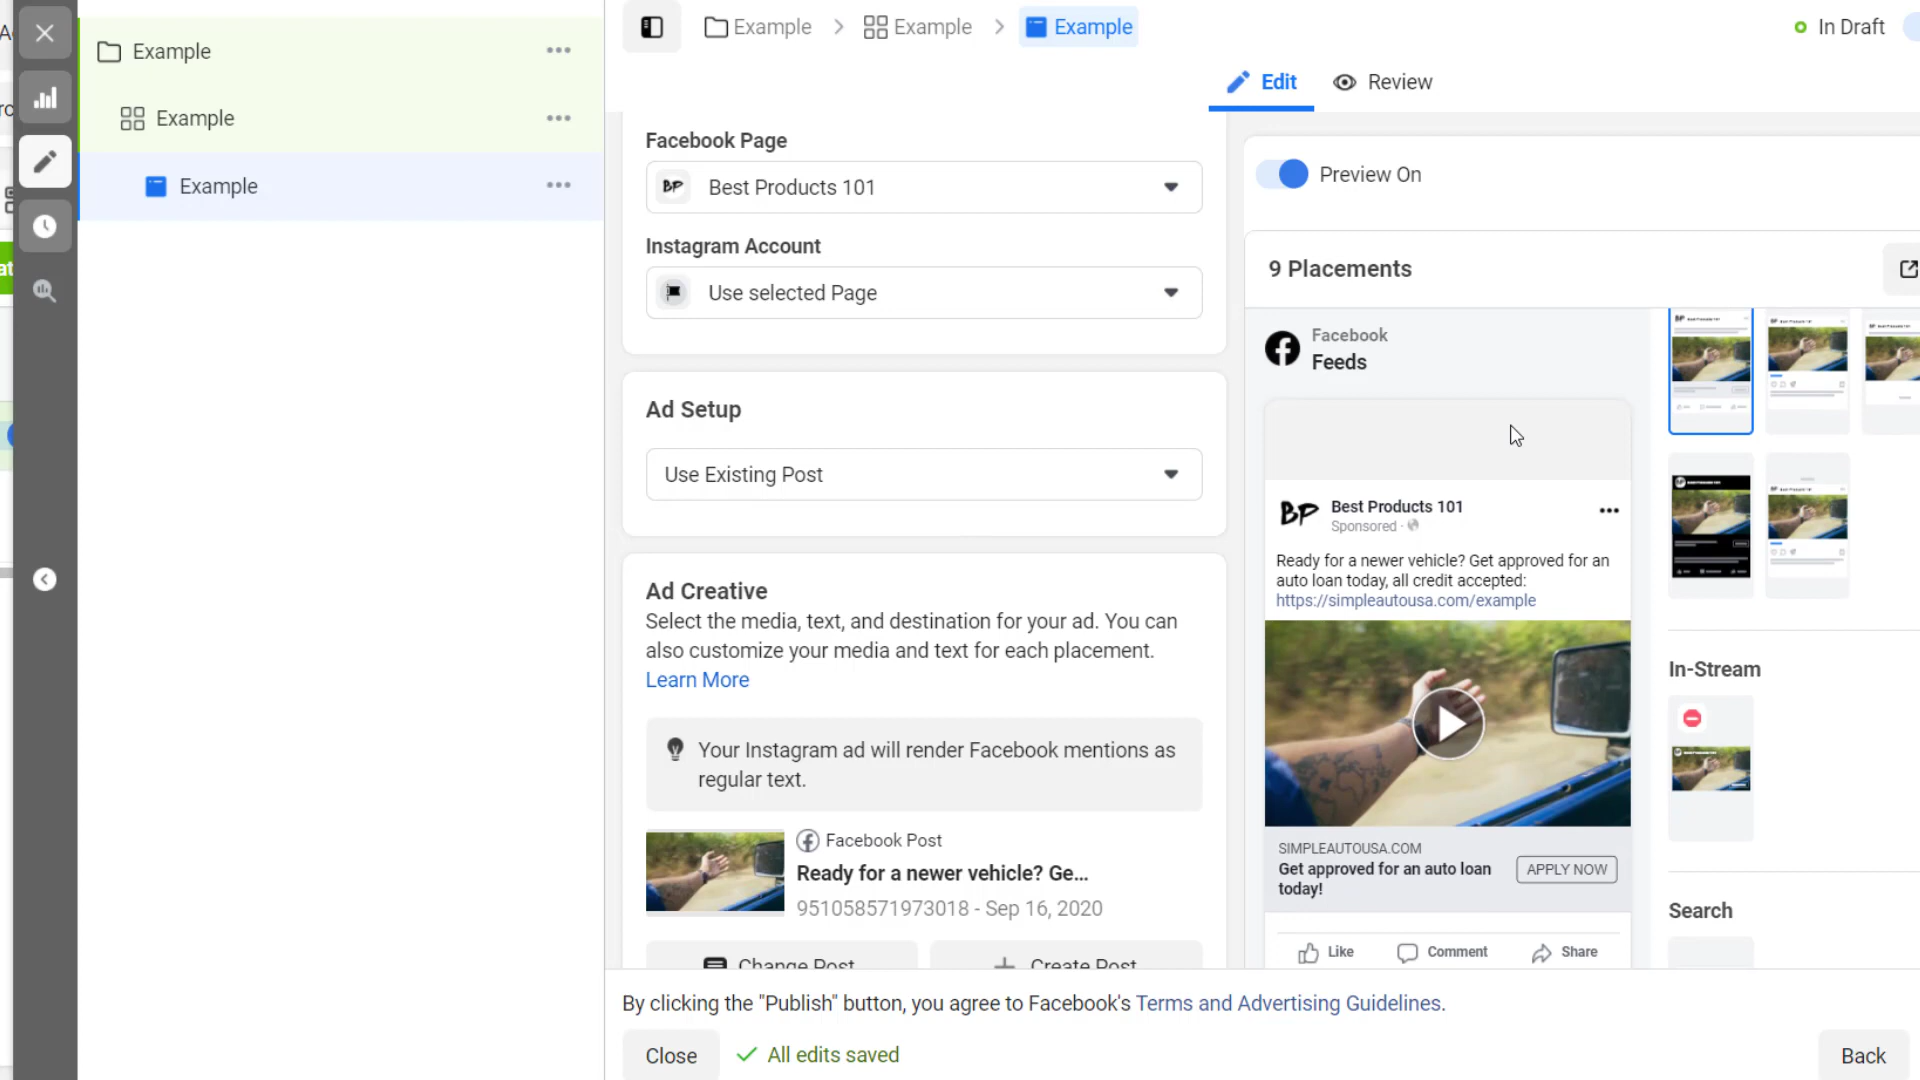 Example
Example
Example
Example
Example
Example
In Draft
Edit
Review
Facebook Page
BP
Best Products 101
Instagram Account
Use selected Page
Ad Setup
Use Existing Post
Ad Creative
Select the media, text, and destination for your ad. You can
also customize your media and text for each placement.
Learn More
Your Instagram ad will render Facebook mentions as
regular text.
Facebook Post
Ready for a newer vehicle? Ge...
951058571973018 - Sep 16, 2020
Change Post
Create Post
Preview On
9 Placements
Facebook
Feeds
BP
Best Products 101
Sponsored ·
Ready for a newer vehicle? Get approved for an
auto loan today, all credit accepted:
https://simpleautousa.com/example
SIMPLEAUTOUSA.COM
Get approved for an auto loan
today!
APPLY NOW
Like
Comment
Share
In-Stream
Search
By clicking the "Publish" button, you agree to Facebook's Terms and Advertising Guidelines.
Close
All edits saved
Back